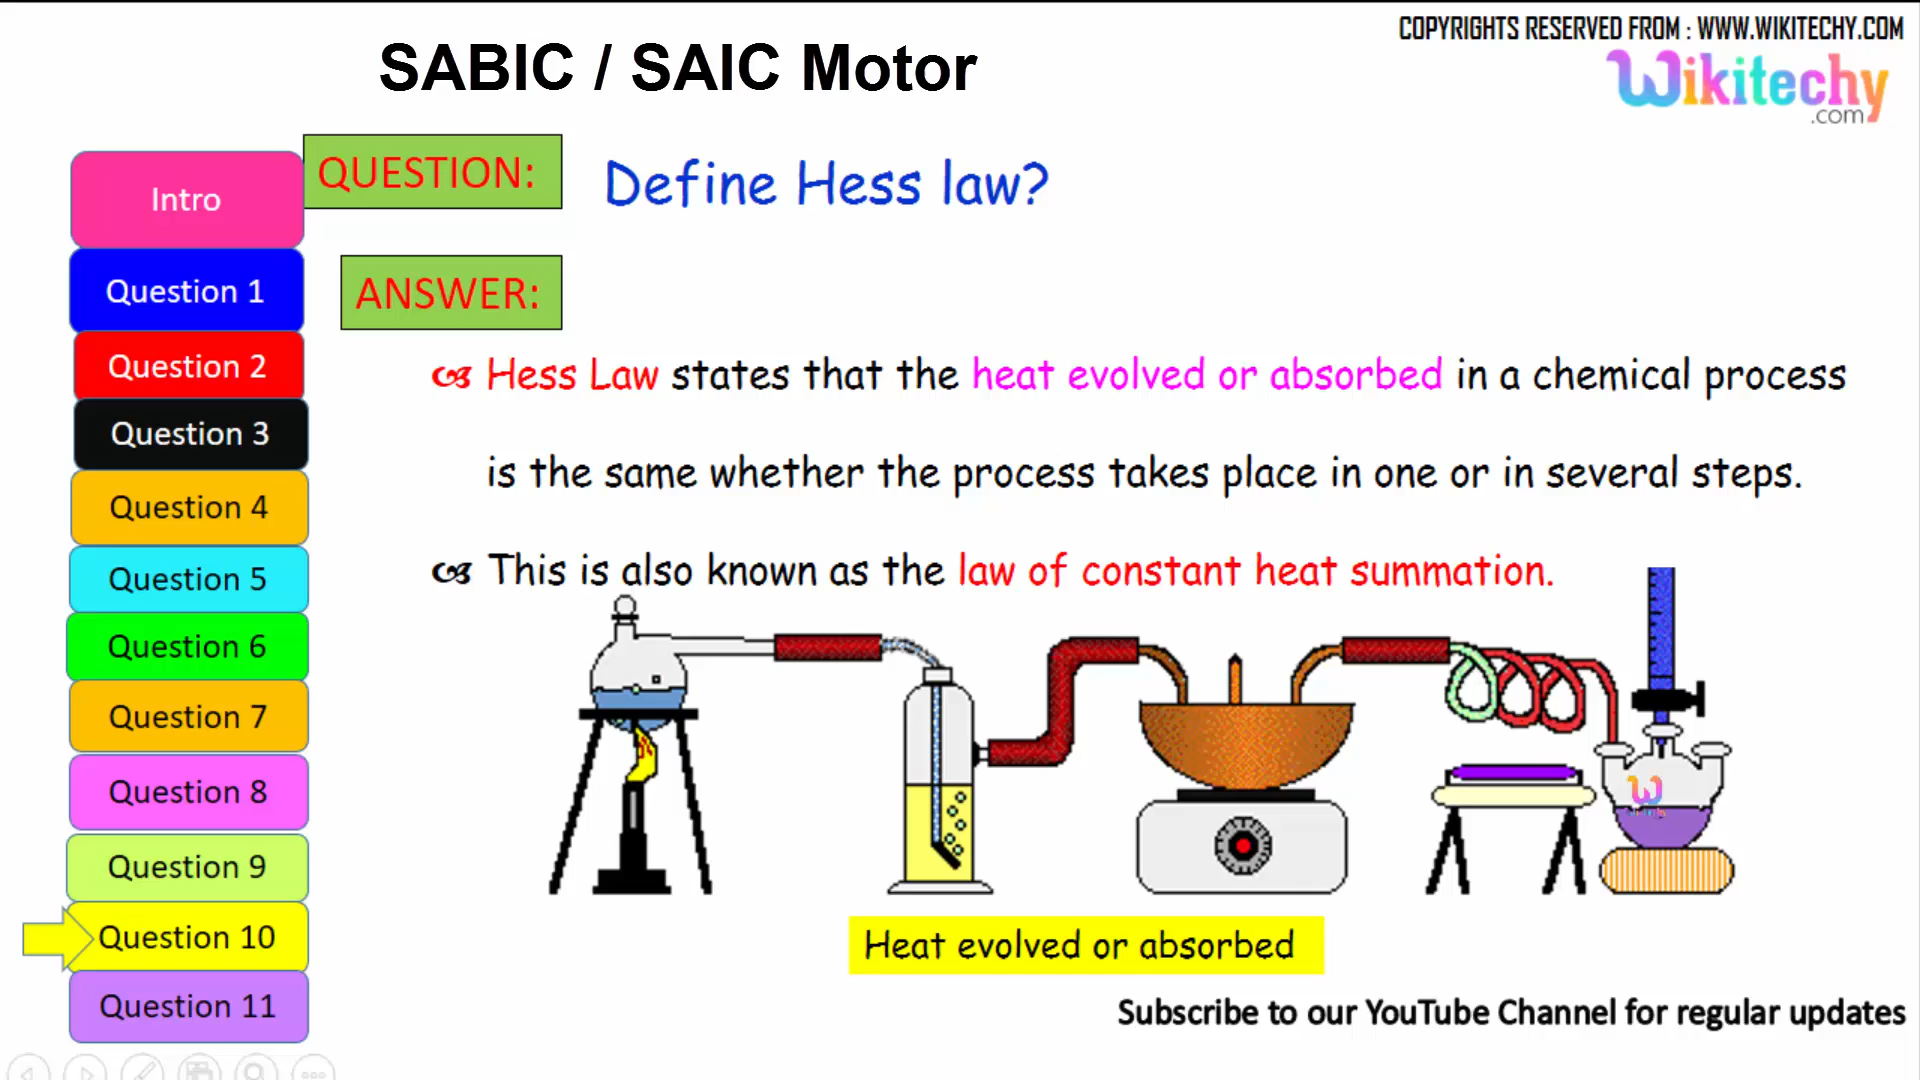 COPYRIGHTS RESERVED FROM : WWW.WIKITECHY.COM
SABIC / SAIC Motor
Wikitechy
.com
QUESTION:
Define Hess law?
Intro
Question 1
Question 2
Question 3
Question 4
Question 5
Question 6
Question 7
Question 8
Question 9
Question 10
Question 11
ANSWER:
Hess Law states that the heat evolved or absorbed in a chemical process
is the same whether the process takes place in one or in several steps.
This is also known as the law of constant heat summation.
Heat evolved or absorbed
Subscribe to our YouTube Channel for regular updates